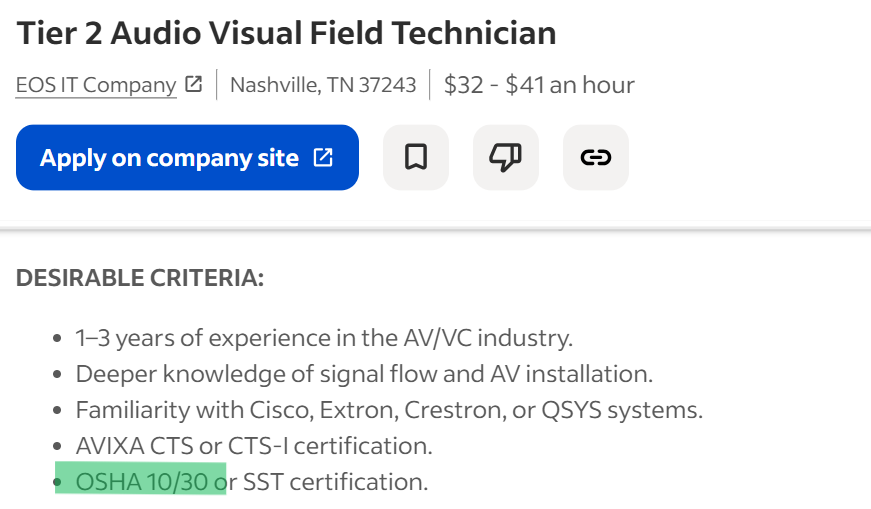 Tier 2 Audio Visual Field Technician
EOS IT Company Nashville, TN 37243 $32 - $41 an hour
Apply on company site
DESIRABLE CRITERIA:
• 1–3 years of experience in the AV/VC industry.
• Deeper knowledge of signal flow and AV installation.
• Familiarity with Cisco, Extron, Crestron, or QSYS systems.
• AVIXA CTS or CTS-I certification.
• OSHA 10/30 or SST certification.